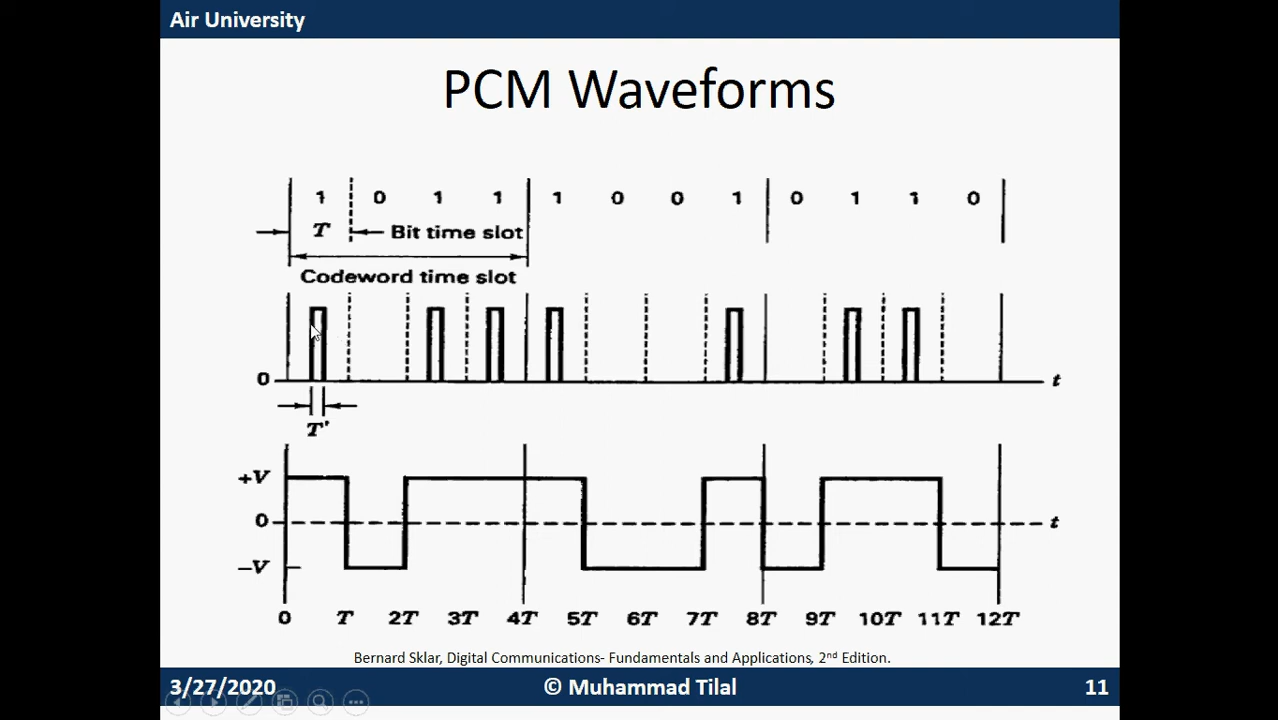 Air University
PCM Waveforms
1 0 1 1 1 0 0 1 0 1 1 0
T Bit time slot
Codeword time slot
0 t
T'
+V
0 t
−V
0 T 2T 3T 4T 5T 6T 7T 8T 9T 10T 11T 12T
Bernard Sklar, Digital Communications- Fundamentals and Applications, 2nd Edition.
3/27/2020 © Muhammad Tilal 11